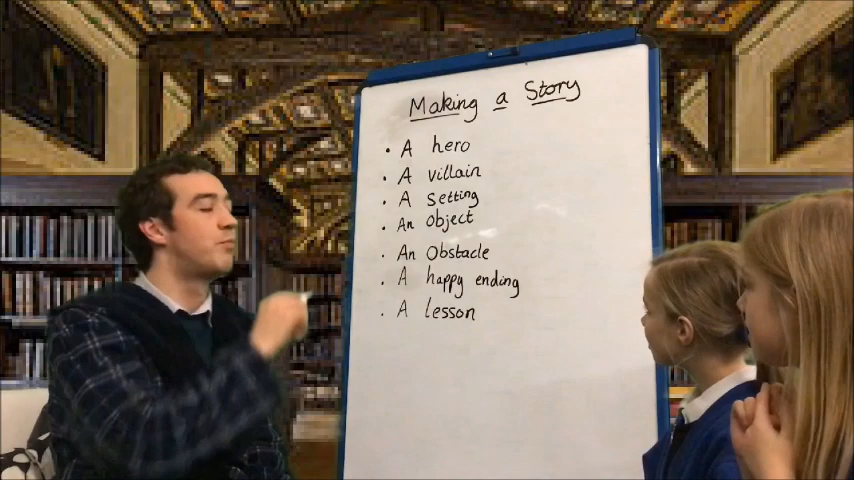 Making a Story
• A hero
• A villain
• A setting
• An object
• An Obstacle
• A happy ending
• A lesson